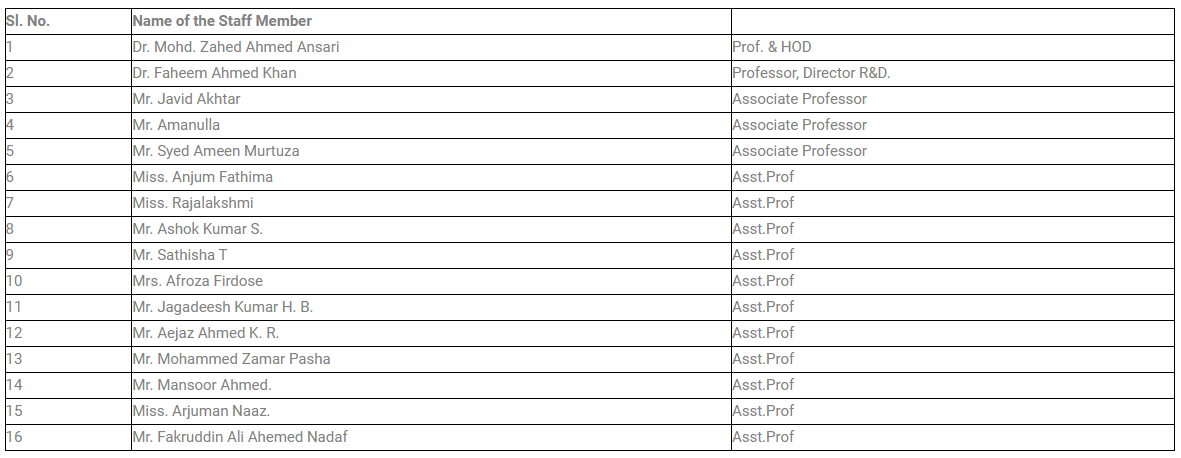 Sl. No. Name of the Staff Member
1 Dr. Mohd. Zahed Ahmed Ansari Prof. & HOD
2 Dr. Faheem Ahmed Khan Professor, Director R&D.
3 Mr. Javid Akhtar Associate Professor
4 Mr. Amanulla Associate Professor
5 Mr. Syed Ameen Murtuza Associate Professor
6 Miss. Anjum Fathima Asst.Prof
7 Miss. Rajalakshmi Asst.Prof
8 Mr. Ashok Kumar S. Asst.Prof
9 Mr. Sathisha T Asst.Prof
10 Mrs. Afroza Firdose Asst.Prof
11 Mr. Jagadeesh Kumar H. B. Asst.Prof
12 Mr. Aejaz Ahmed K. R. Asst.Prof
13 Mr. Mohammed Zamar Pasha Asst.Prof
14 Mr. Mansoor Ahmed. Asst.Prof
15 Miss. Arjuman Naaz. Asst.Prof
16 Mr. Fakruddin Ali Ahemed Nadaf Asst.Prof